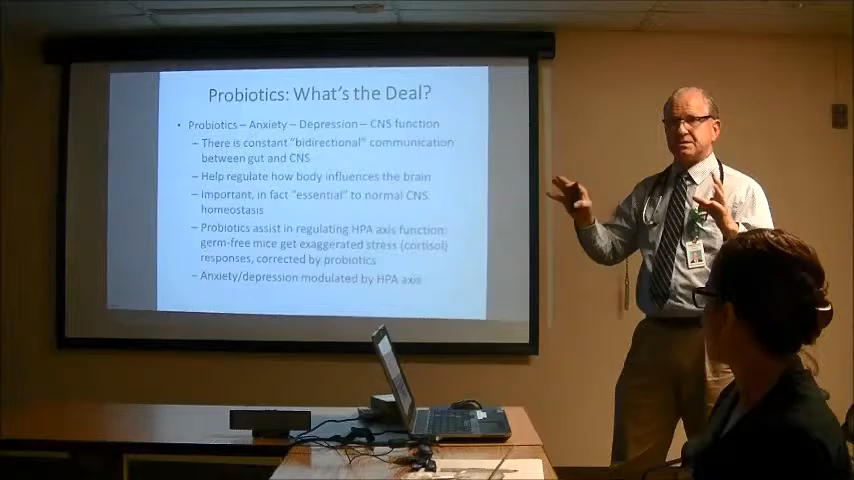 Probiotics: What's the Deal?
• Probiotics – Anxiety – Depression – CNS function
– There is constant "bidirectional" communication
between gut and CNS
– Help regulate how body influences the brain
– Important, in fact "essential" to normal CNS
homeostasis
– Probiotics assist in regulating HPA axis function:
germ-free mice get exaggerated stress (cortisol)
responses, corrected by probiotics
– Anxiety/depression modulated by HPA axis